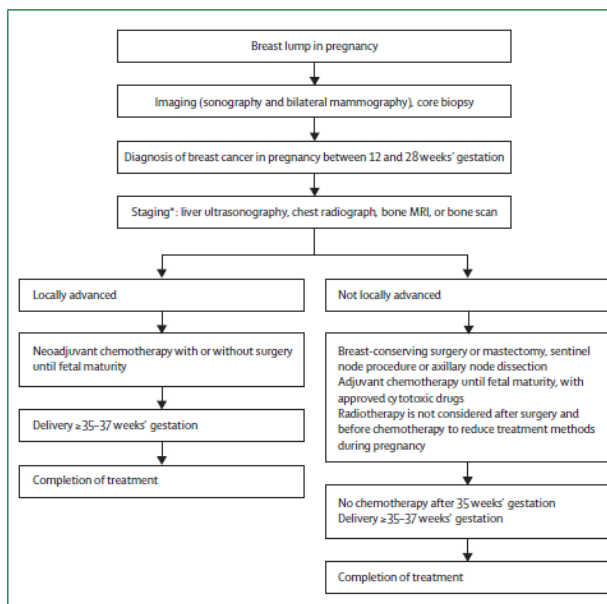 Breast lump in pregnancy
Imaging (sonography and bilateral mammography), core biopsy
Diagnosis of breast cancer in pregnancy between 12 and 28 weeks' gestation
Staging*: liver ultrasonography, chest radiograph, bone MRI, or bone scan
Locally advanced
Neoadjuvant chemotherapy with or without surgery
until fetal maturity
Delivery ≥35–37 weeks' gestation
Completion of treatment
Not locally advanced
Breast-conserving surgery or mastectomy, sentinel
node procedure or axillary node dissection
Adjuvant chemotherapy until fetal maturity, with
approved cytotoxic drugs
Radiotherapy is not considered after surgery and
before chemotherapy to reduce treatment methods
during pregnancy
No chemotherapy after 35 weeks' gestation
Delivery ≥35–37 weeks' gestation
Completion of treatment